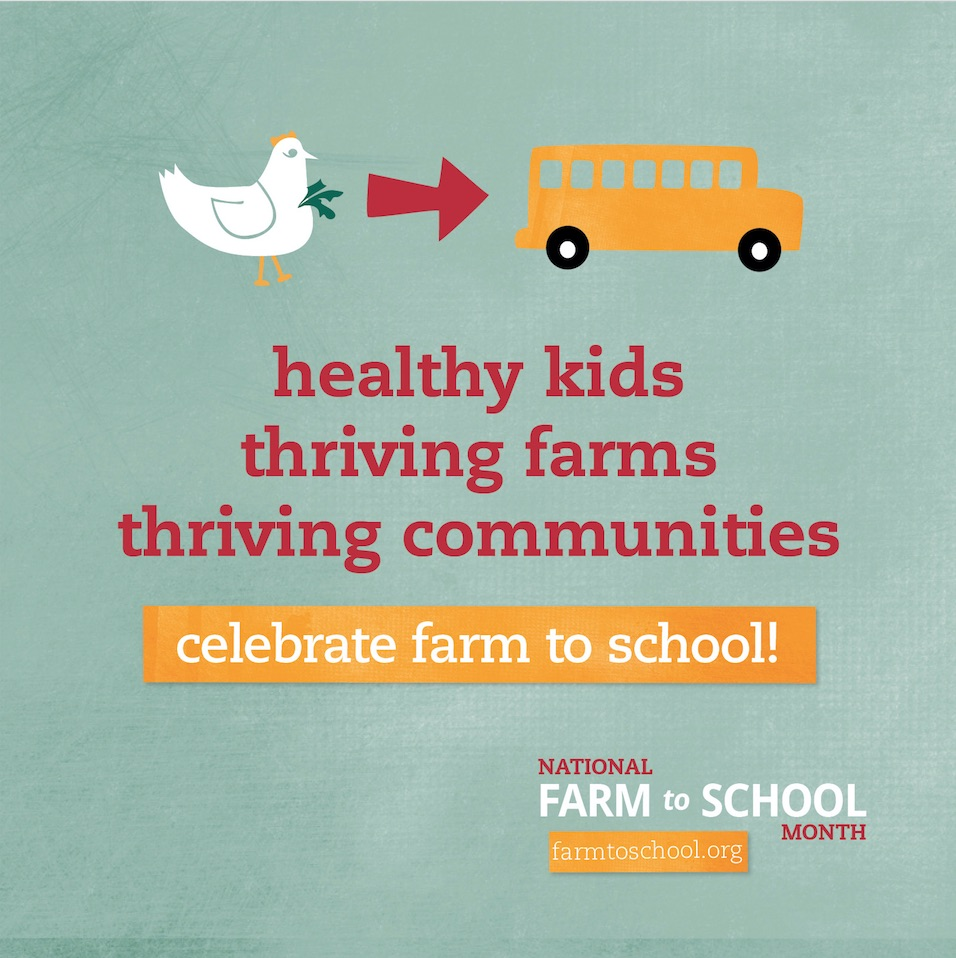 healthy kids
thriving farms
thriving communities
celebrate farm to school!
NATIONAL
FARM to SCHOOL
MONTH
farmtoschool.org